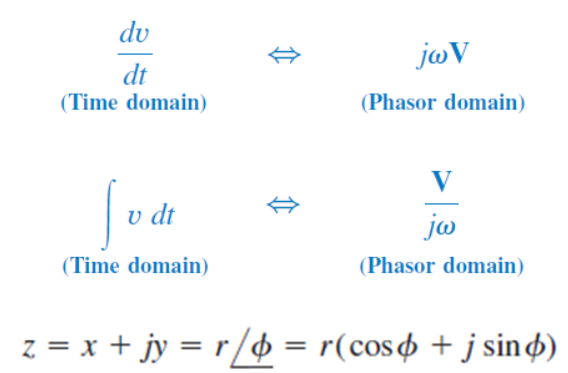 dv/dt ⇔ jωV
(Time domain) (Phasor domain)
∫ v dt ⇔ V/jω
(Time domain) (Phasor domain)
z = x + jy = r/ϕ = r(cosϕ + j sinϕ)